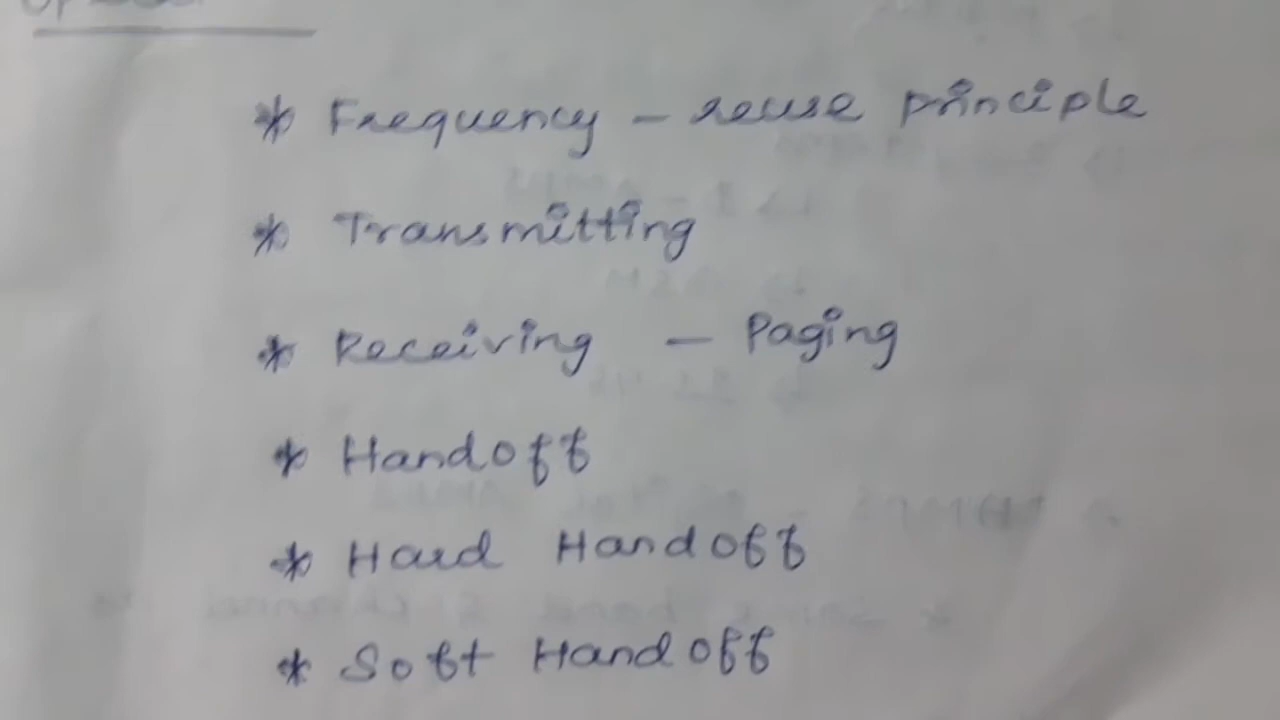 * Frequency - reuse principle
* Transmitting
* Receiving - Paging
* Handoff
* Hard Handoff
* Soft Handoff